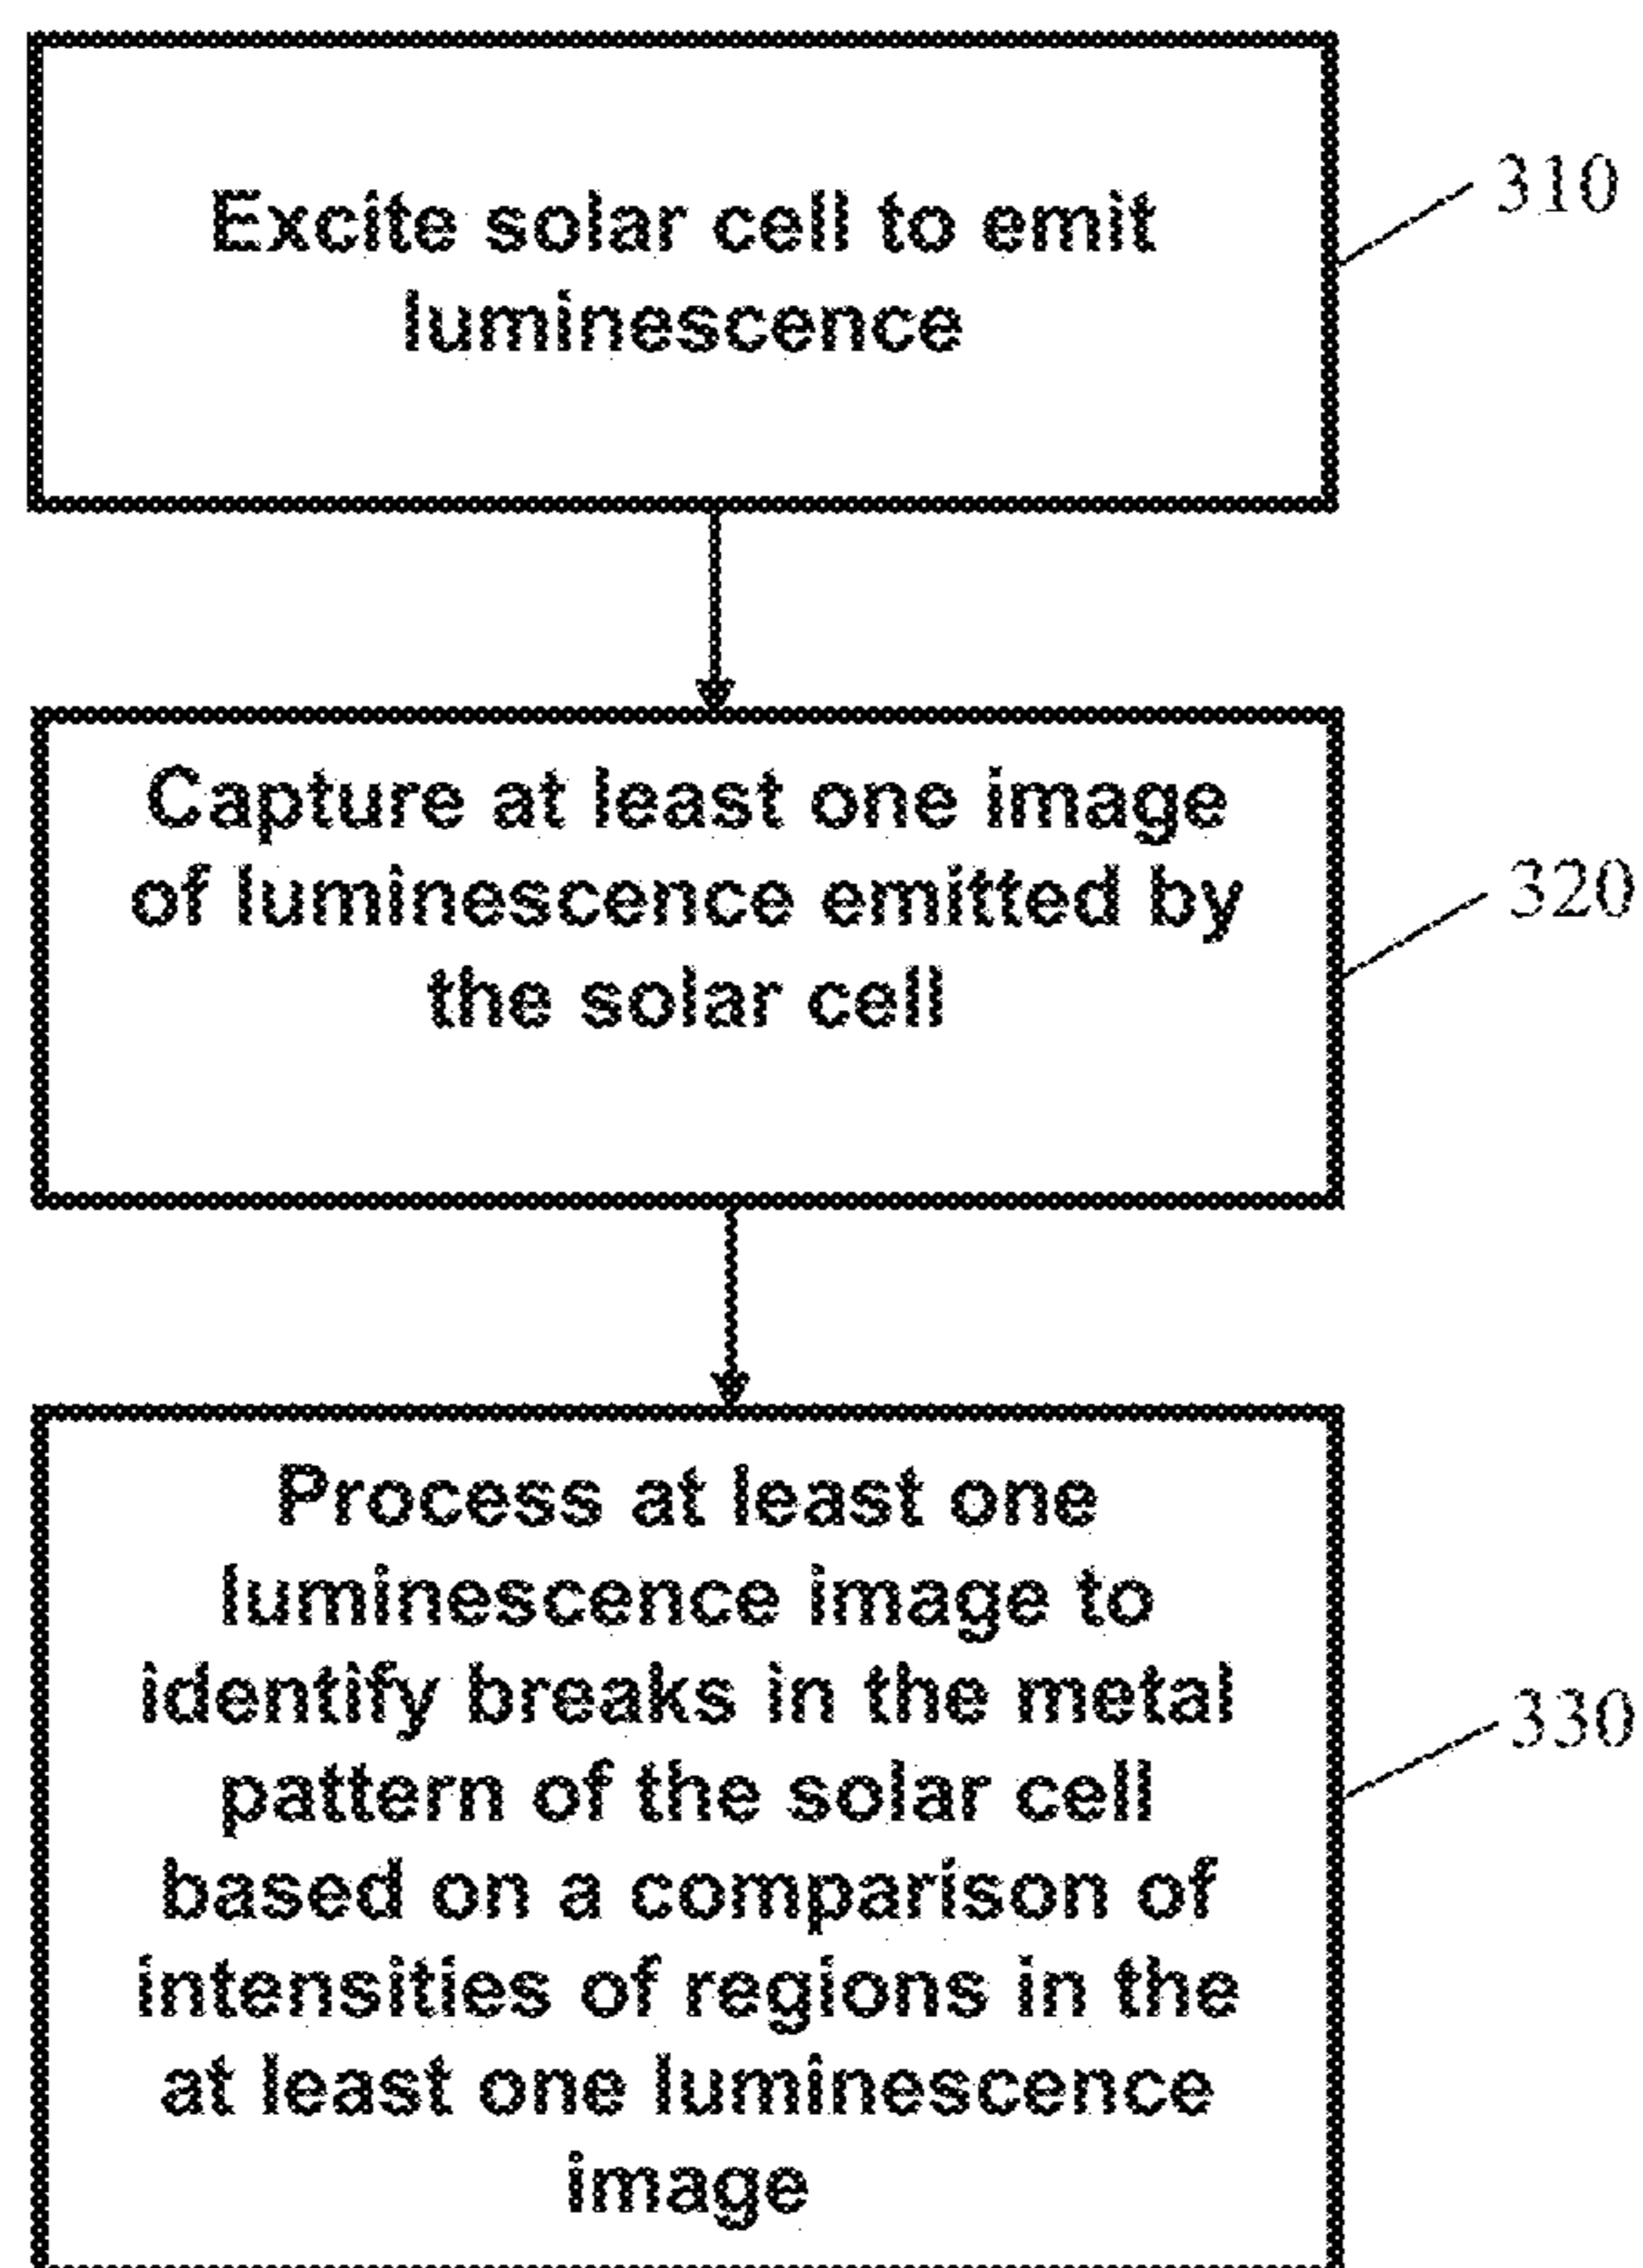 Excite solar cell to emit
luminescence
310
Capture at least one image
of luminescence emitted by
the solar cell
320
Process at least one
luminescence image to
identify breaks in the metal
pattern of the solar cell
based on a comparison of
intensities of regions in the
at least one luminescence
image
330